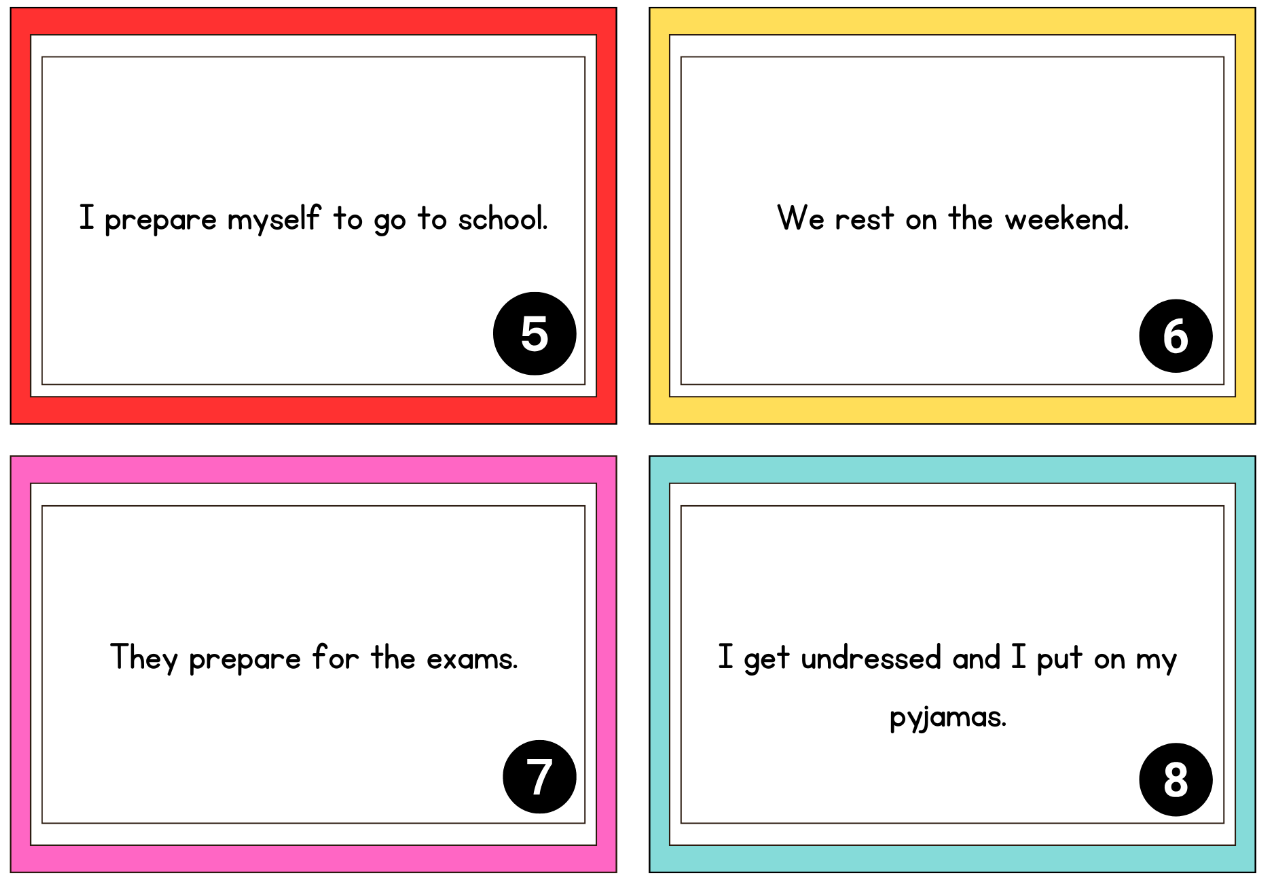 I prepare myself to go to school.
5
We rest on the weekend.
6
They prepare for the exams.
7
I get undressed and I put on my
pyjamas.
8